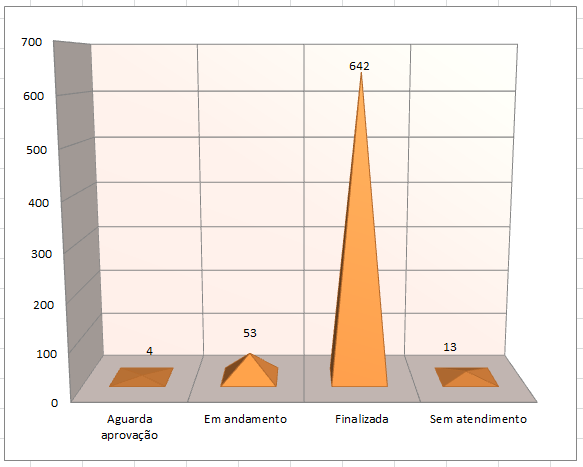 700
600
500
400
300
200
100
0
642
53
4
13
Aguarda
aprovação
Em andamento
Finalizada
Sem atendimento